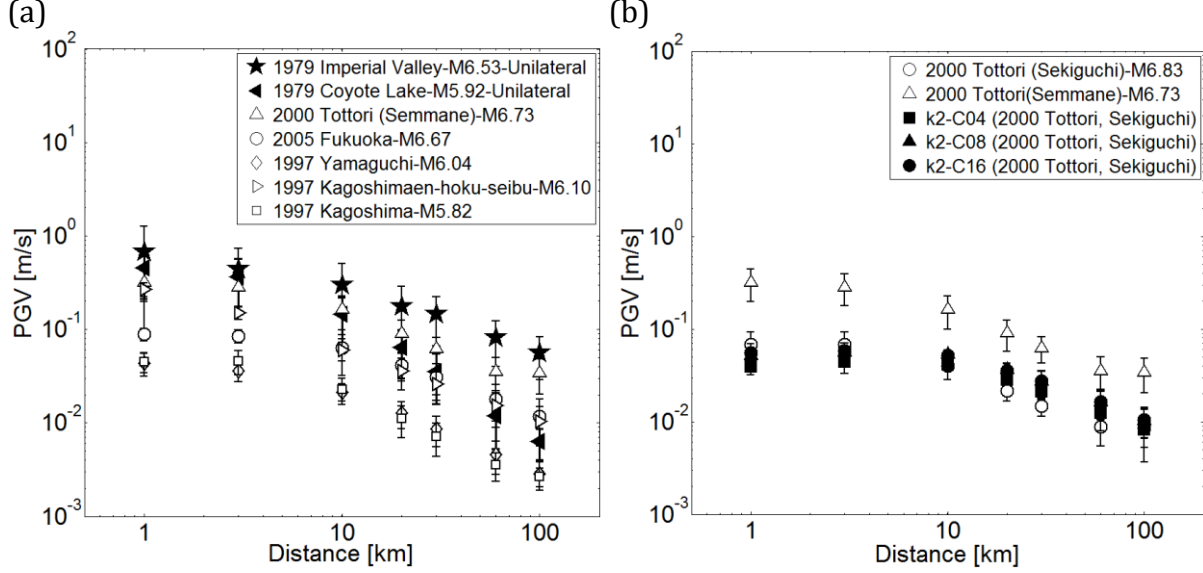 (a)
10^2
10^1
10^0
10^-1
10^-2
10^-3
PGV [m/s]
1979 Imperial Valley-M6.53-Unilateral
1979 Coyote Lake-M5.92-Unilateral
2000 Tottori (Semmane)-M6.73
2005 Fukuoka-M6.67
1997 Yamaguchi-M6.04
1997 Kagoshimaen-hoku-seibu-M6.10
1997 Kagoshima-M5.82
1 10 100
Distance [km]
(b)
10^2
10^1
10^0
10^-1
10^-2
10^-3
PGV [m/s]
2000 Tottori (Sekiguchi)-M6.83
2000 Tottori(Semmane)-M6.73
k2-C04 (2000 Tottori, Sekiguchi)
k2-C08 (2000 Tottori, Sekiguchi)
k2-C16 (2000 Tottori, Sekiguchi)
1 10 100
Distance [km]